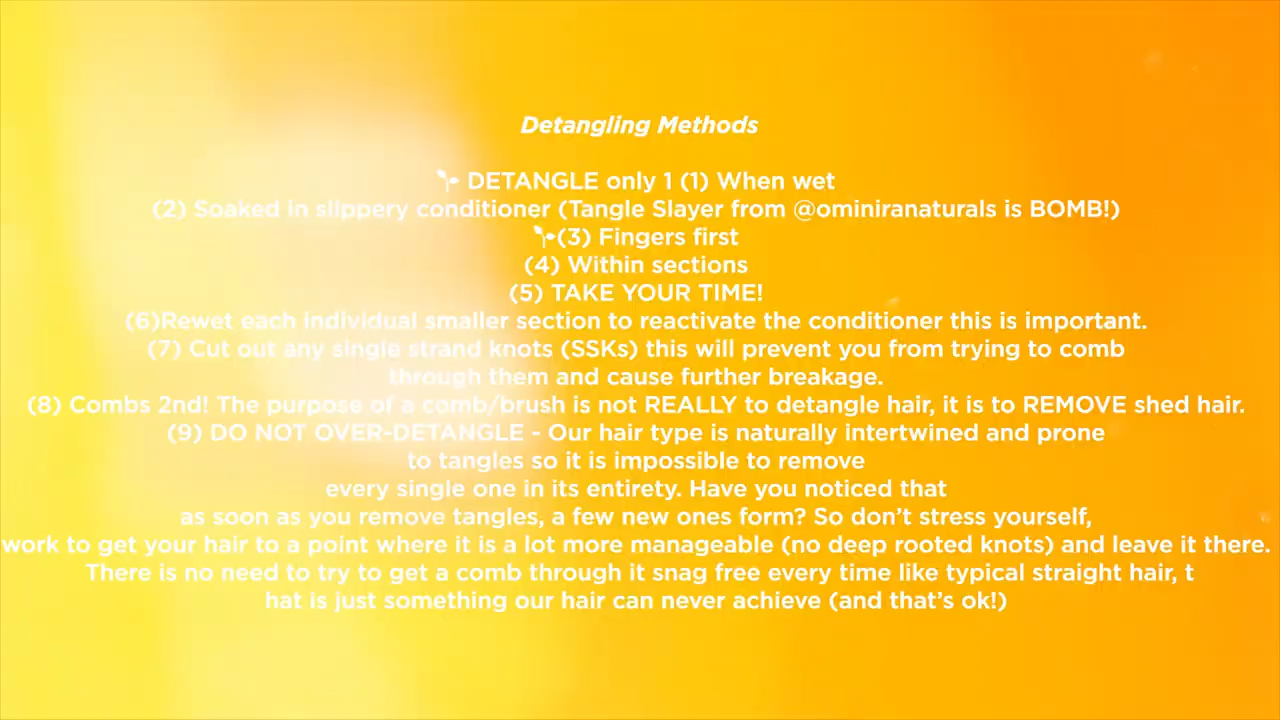 Detangling Methods
🌱 DETANGLE only 1 (1) When wet
(2) Soaked in slippery conditioner (Tangle Slayer from @ominiranaturals is BOMB!)
🌱(3) Fingers first
(4) Within sections
(5) TAKE YOUR TIME!
(6)Rewet each individual smaller section to reactivate the conditioner this is important.
(7) Cut out any single strand knots (SSKs) this will prevent you from trying to comb
through them and cause further breakage.
(8) Combs 2nd! The purpose of a comb/brush is not REALLY to detangle hair, it is to REMOVE shed hair.
(9) DO NOT OVER-DETANGLE - Our hair type is naturally intertwined and prone
to tangles so it is impossible to remove
every single one in its entirety. Have you noticed that
as soon as you remove tangles, a few new ones form? So don’t stress yourself,
work to get your hair to a point where it is a lot more manageable (no deep rooted knots) and leave it there.
There is no need to try to get a comb through it snag free every time like typical straight hair, t
hat is just something our hair can never achieve (and that’s ok!)